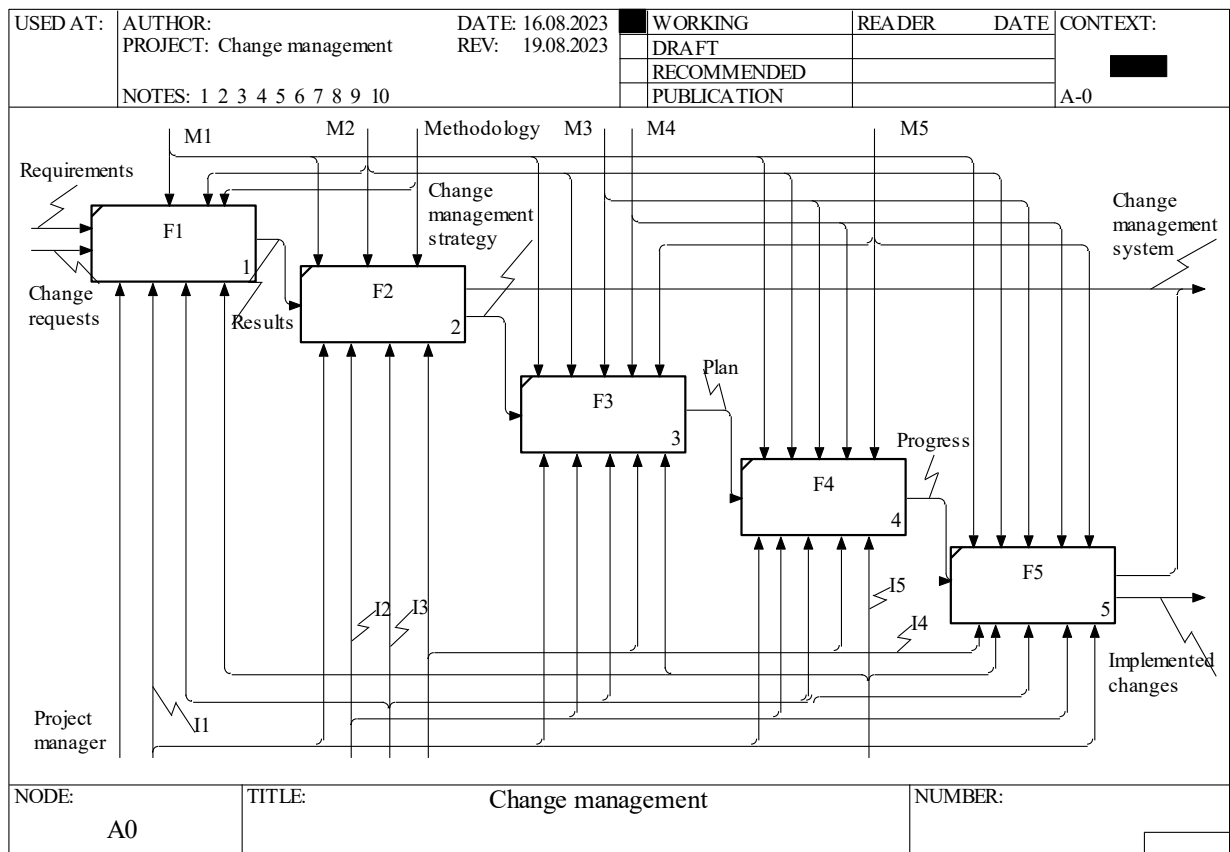 USED AT:
AUTHOR:
DATE: 16.08.2023
WORKING
READER
DATE
CONTEXT:
PROJECT: Change management
REV: 19.08.2023
DRAFT
RECOMMENDED
NOTES: 1 2 3 4 5 6 7 8 9 10
PUBLICATION
A-0
M1
M2
Methodology
M3
M4
M5
Requirements
Change
management
strategy
Change
management
system
F1
1
Change
requests
Results
F2
2
Plan
F3
3
Progress
F4
4
F5
5
I2
I3
I5
I4
Implemented
changes
Project
manager
I1
NODE:
TITLE:
Change management
NUMBER:
A0